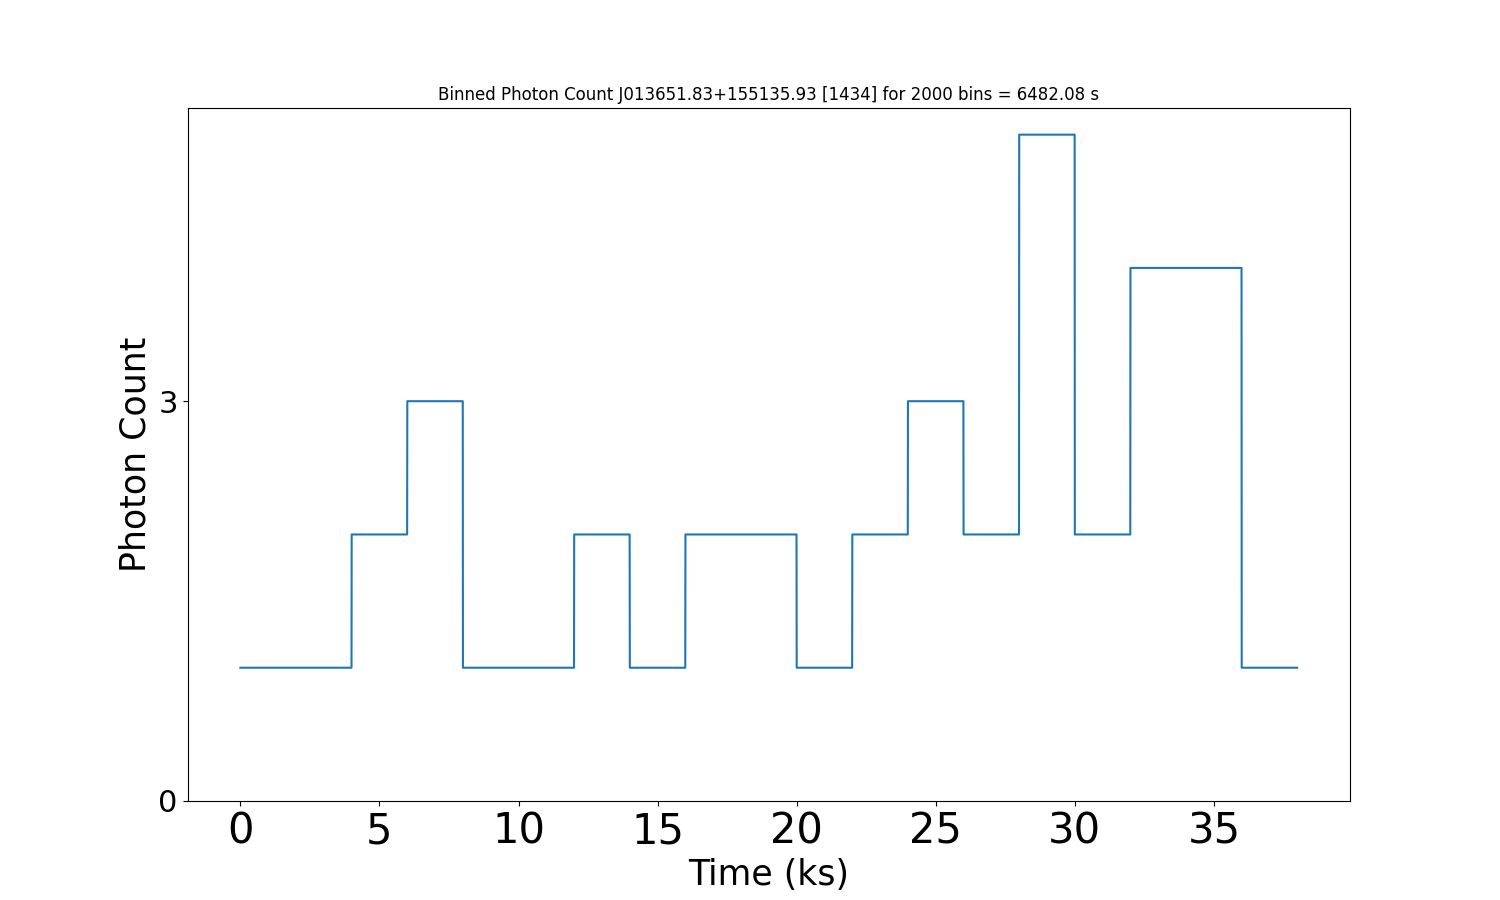 Binned Photon Count J013651.83+155135.93 [1434] for 2000 bins = 6482.08 s
Photon Count
3
0
0 5 10 15 20 25 30 35
Time (ks)